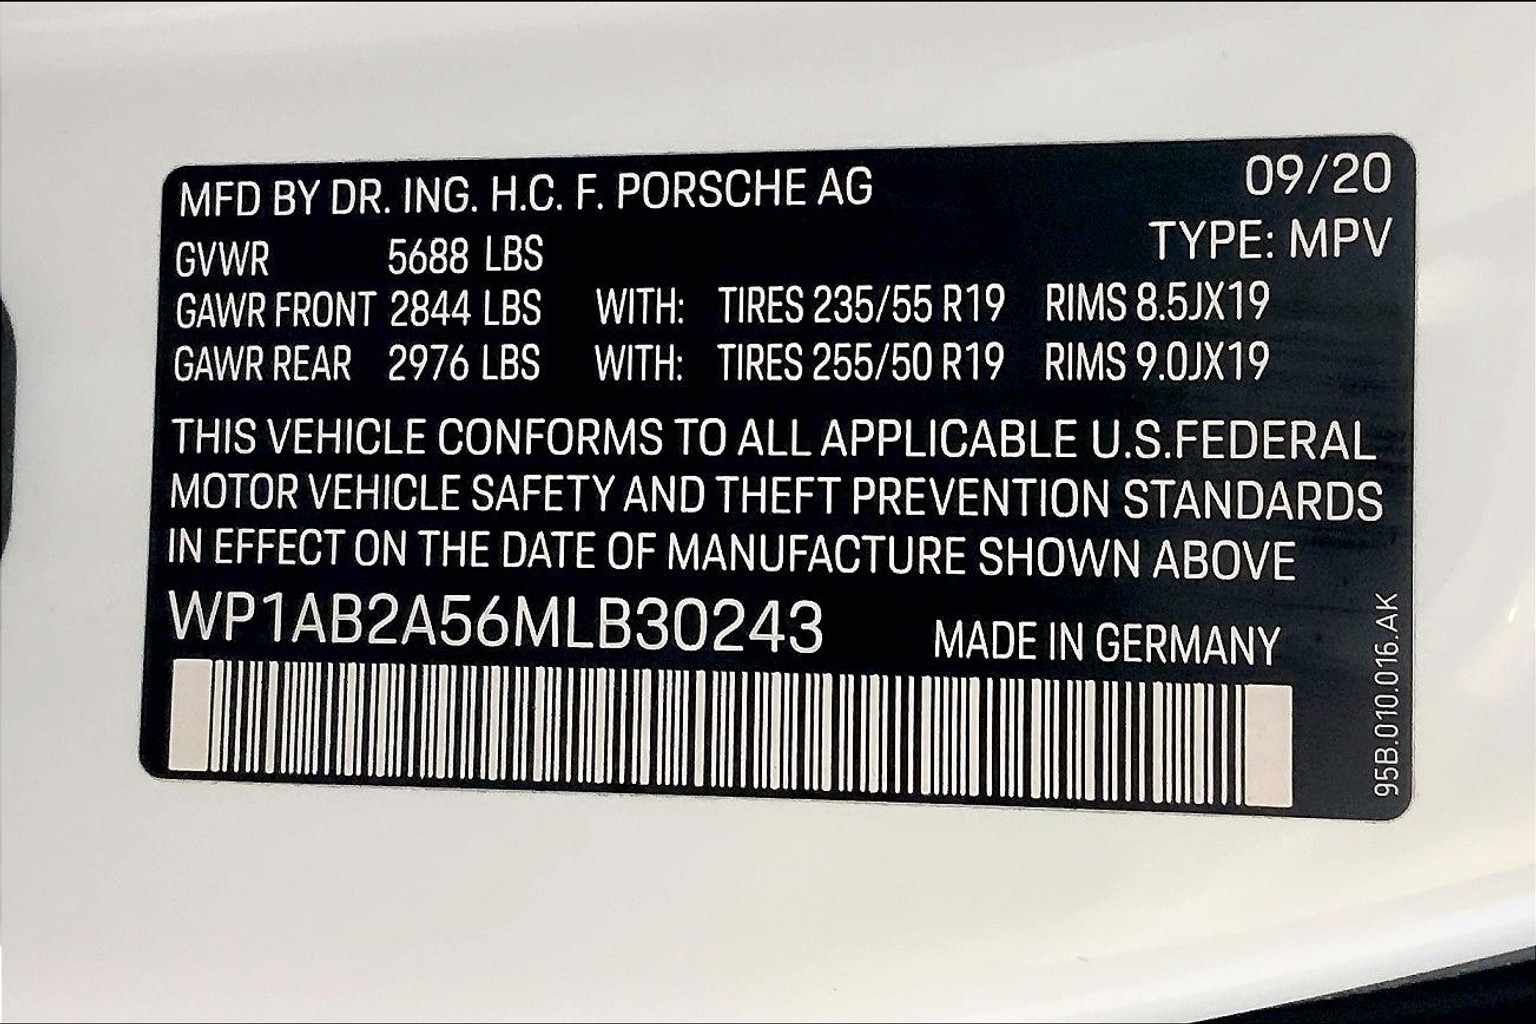 MFD BY DR. ING. H.C. F. PORSCHE AG 09/20
GVWR 5688 LBS TYPE: MPV
GAWR FRONT 2844 LBS WITH: TIRES 235/55 R19 RIMS 8.5JX19
GAWR REAR 2976 LBS WITH: TIRES 255/50 R19 RIMS 9.0JX19
THIS VEHICLE CONFORMS TO ALL APPLICABLE U.S.FEDERAL
MOTOR VEHICLE SAFETY AND THEFT PREVENTION STANDARDS
IN EFFECT ON THE DATE OF MANUFACTURE SHOWN ABOVE
WP1AB2A56MLB30243 MADE IN GERMANY
95B.010.016.AK